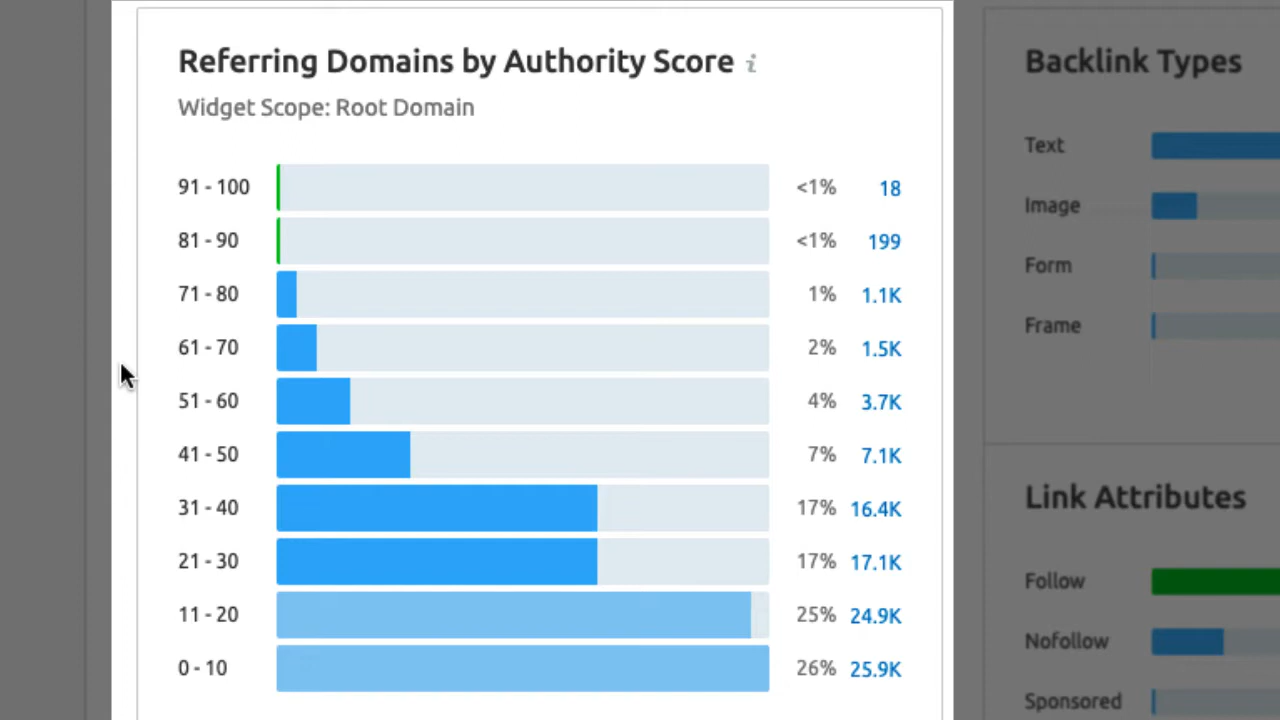 Referring Domains by Authority Score i
Widget Scope: Root Domain
91 - 100 <1% 18
81 - 90 <1% 199
71 - 80 1% 1.1K
61 - 70 2% 1.5K
51 - 60 4% 3.7K
41 - 50 7% 7.1K
31 - 40 17% 16.4K
21 - 30 17% 17.1K
11 - 20 25% 24.9K
0 - 10 26% 25.9K
Backlink Types
Text
Image
Form
Frame
Link Attributes
Follow
Nofollow
Sponsored